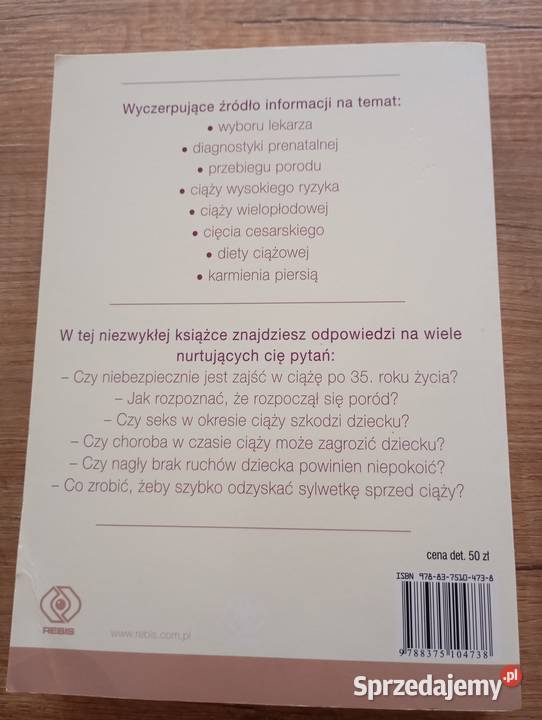 Wyczerpujące źródło informacji na temat:
• wyboru lekarza
• diagnostyki prenatalnej
• przebiegu porodu
• ciąży wysokiego ryzyka
• ciąży wielopłodowej
• cięcia cesarskiego
• diety ciążowej
• karmienia piersią
W tej niezwykłej książce znajdziesz odpowiedzi na wiele
nurtujących cię pytań:
– Czy niebezpiecznie jest zajść w ciążę po 35. roku życia?
– Jak rozpoznać, że rozpoczął się poród?
– Czy seks w okresie ciąży szkodzi dziecku?
– Czy choroba w czasie ciąży może zagrozić dziecku?
– Czy nagły brak ruchów dziecka powinien niepokoić?
– Co zrobić, żeby szybko odzyskać sylwetkę sprzed ciąży?
cena det. 50 zł
ISBN 978-83-7510-473-8
9 788375 104738
REBIS
www.rebis.com.pl
Sprzedajemy.pl